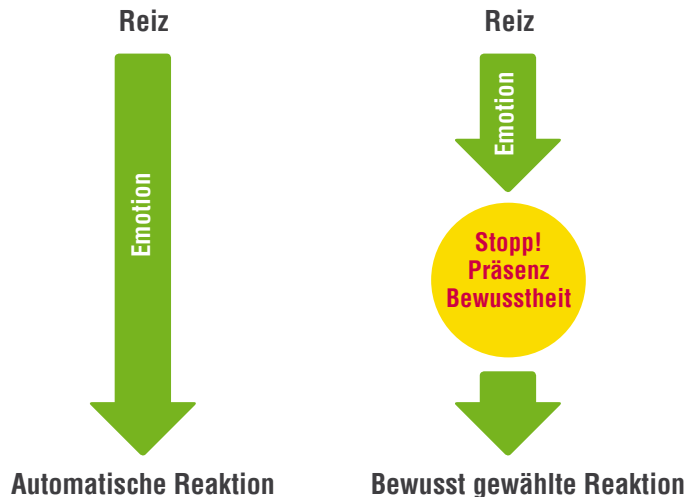 Reiz
Emotion
Automatische Reaktion
Reiz
Emotion
Stopp!
Präsenz
Bewusstheit
Bewusst gewählte Reaktion